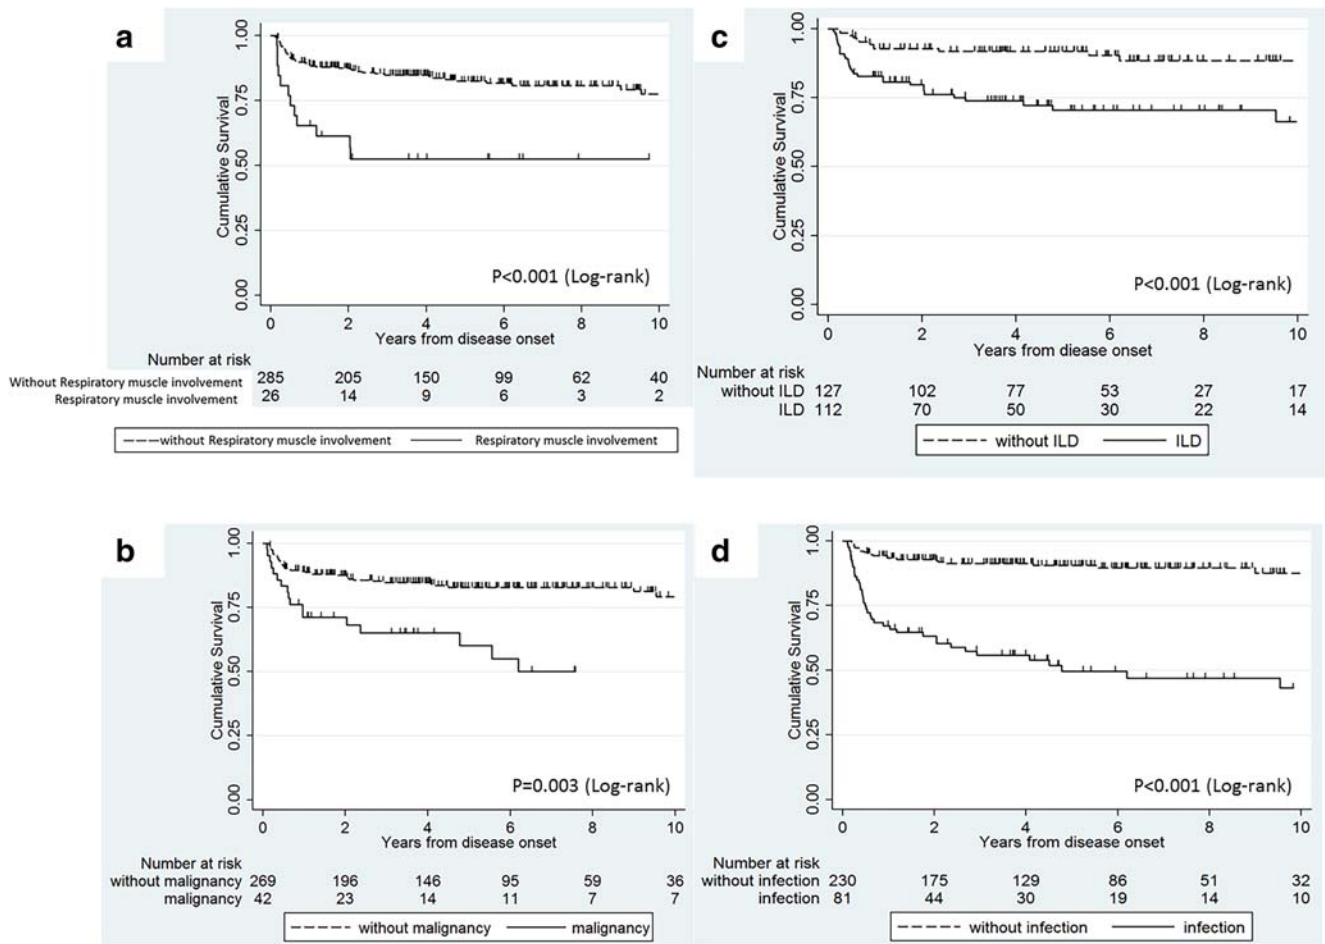 a
1.00
0.75
0.50
0.25
0.00
Cumulative Survival
P<0.001 (Log-rank)
0 2 4 6 8 10
Years from disease onset
Number at risk
Without Respiratory muscle involvement 285 205 150 99 62 40
Respiratory muscle involvement 26 14 9 6 3 2
without Respiratory muscle involvement Respiratory muscle involvement
c
1.00
0.75
0.50
0.25
0.00
Cumulative Survival
P<0.001 (Log-rank)
0 2 4 6 8 10
Years from disease onset
Number at risk
without ILD 127 102 77 53 27 17
ILD 112 70 50 30 22 14
without ILD ILD
b
1.00
0.75
0.50
0.25
0.00
Cumulative Survival
P=0.003 (Log-rank)
0 2 4 6 8 10
Years from disease onset
Number at risk
without malignancy 269 196 146 95 59 36
malignancy 42 23 14 11 7 7
without malignancy malignancy
d
1.00
0.75
0.50
0.25
0.00
Cumulative Survival
P<0.001 (Log-rank)
0 2 4 6 8 10
Years from disease onset
Number at risk
without infection 230 175 129 86 51 32
infection 81 44 30 19 14 10
without infection infection